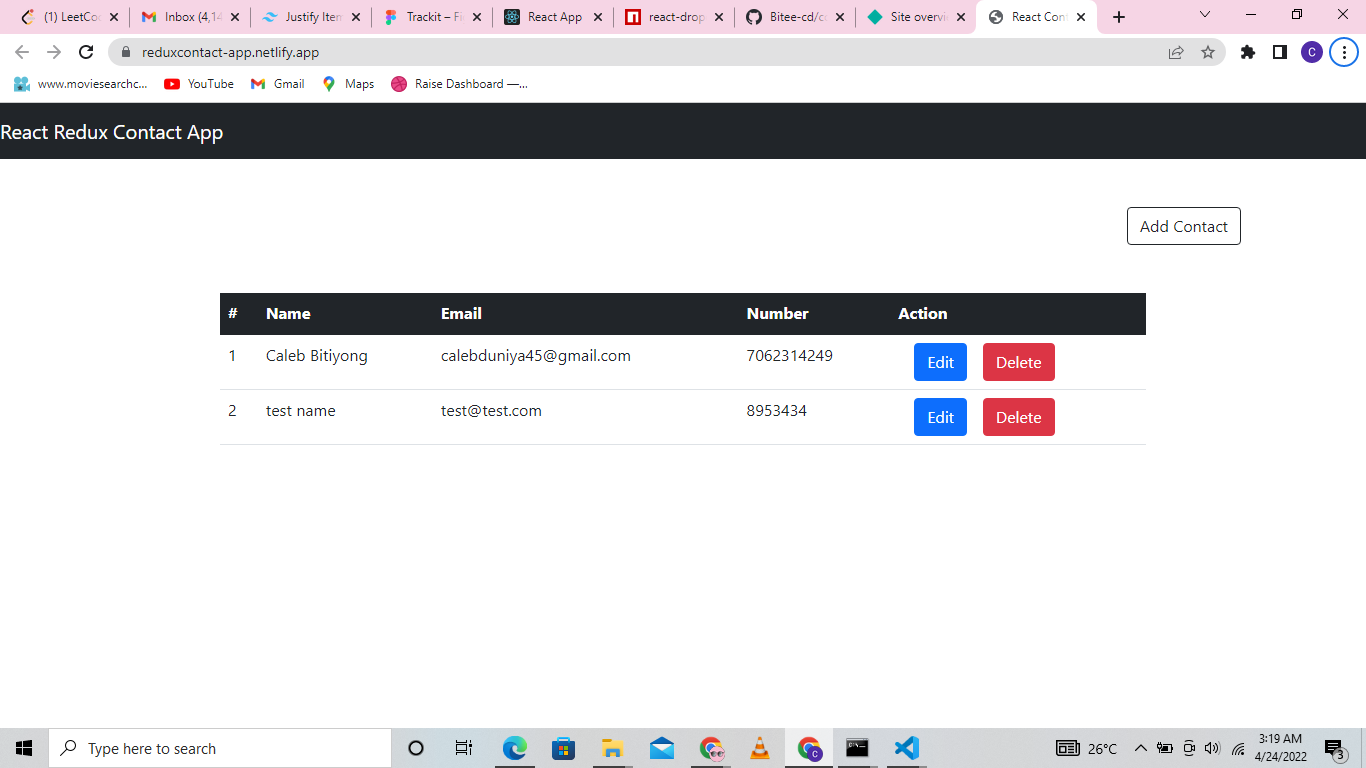 (1) LeetCo Inbox (4,14 Justify Item Trackit – Fi React App react-drop Bitee-cd/c Site overvi React Cont
reduxcontact-app.netlify.app C
www.moviesearchc... YouTube Gmail Maps Raise Dashboard —...
React Redux Contact App
Add Contact
# Name Email Number Action
1 Caleb Bitiyong calebduniya45@gmail.com 7062314249 Edit Delete
2 test name test@test.com 8953434 Edit Delete
Type here to search C 26°C 3:19 AM
4/24/2022 3